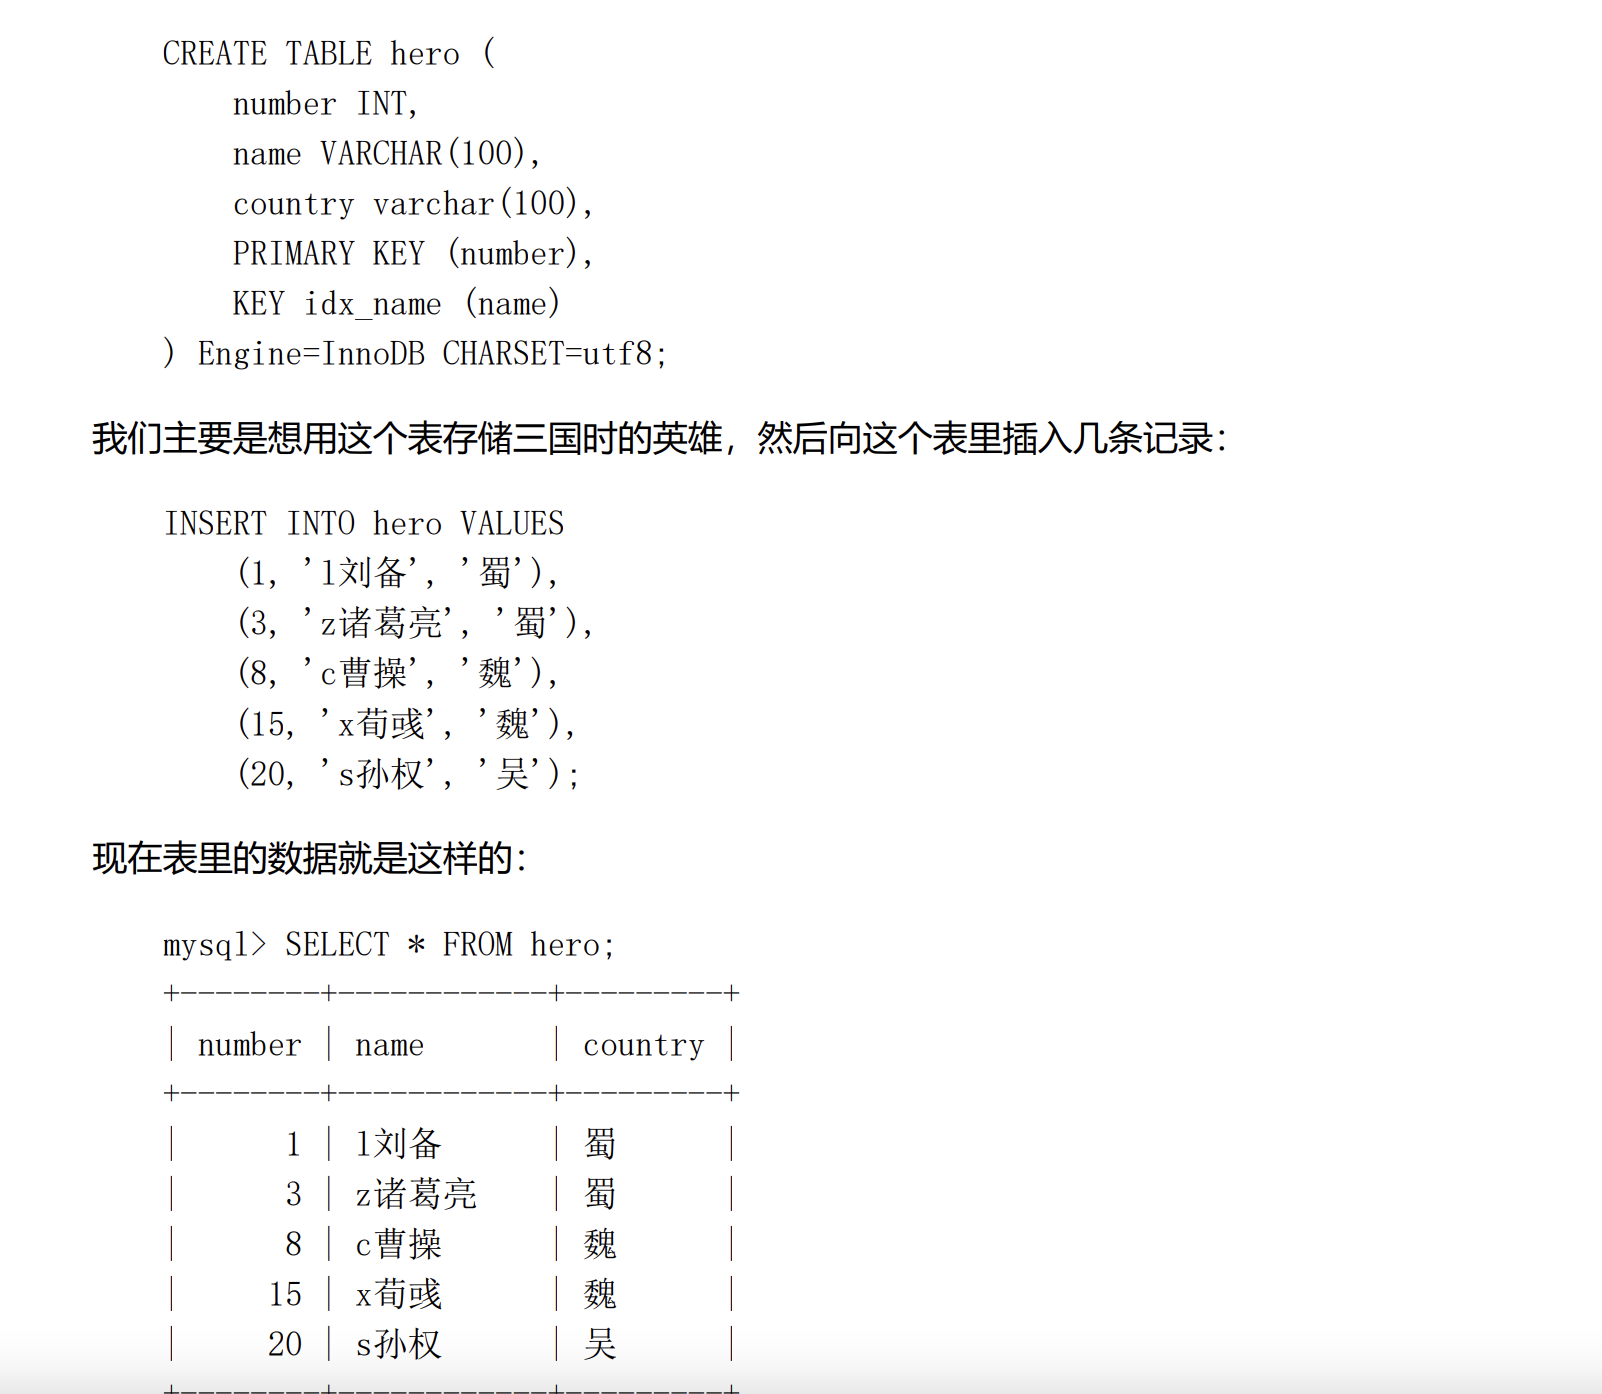 CREATE TABLE hero (
    number INT,
    name VARCHAR(100),
    country varchar(100),
    PRIMARY KEY (number),
    KEY idx_name (name)
) Engine=InnoDB CHARSET=utf8;
我们主要是想用这个表存储三国时的英雄，然后向这个表里插入几条记录：
INSERT INTO hero VALUES
    (1, 'l刘备', '蜀'),
    (3, 'z诸葛亮', '蜀'),
    (8, 'c曹操', '魏'),
    (15, 'x荀彧', '魏'),
    (20, 's孙权', '吴');
现在表里的数据就是这样的：
mysql> SELECT * FROM hero;
+--------+------------+---------+
| number | name       | country |
+--------+------------+---------+
|      1 | l刘备      | 蜀      |
|      3 | z诸葛亮    | 蜀      |
|      8 | c曹操      | 魏      |
|     15 | x荀彧      | 魏      |
|     20 | s孙权      | 吴      |
+--------+------------+---------+